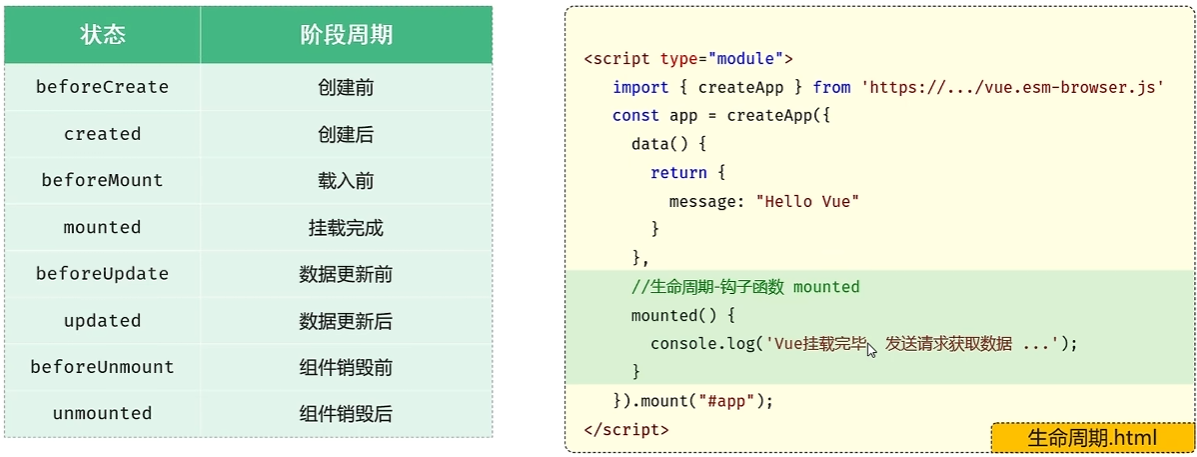 状态 阶段周期
beforeCreate 创建前
created 创建后
beforeMount 载入前
mounted 挂载完成
beforeUpdate 数据更新前
updated 数据更新后
beforeUnmount 组件销毁前
unmounted 组件销毁后
<script type="module">
import { createApp } from 'https://.../vue.esm-browser.js'
const app = createApp({
data() {
return {
message: "Hello Vue"
}
},
//生命周期-钩子函数 mounted
mounted() {
console.log('Vue挂载完毕, 发送请求获取数据 ...');
}
}).mount("#app");
</script>
生命周期.html